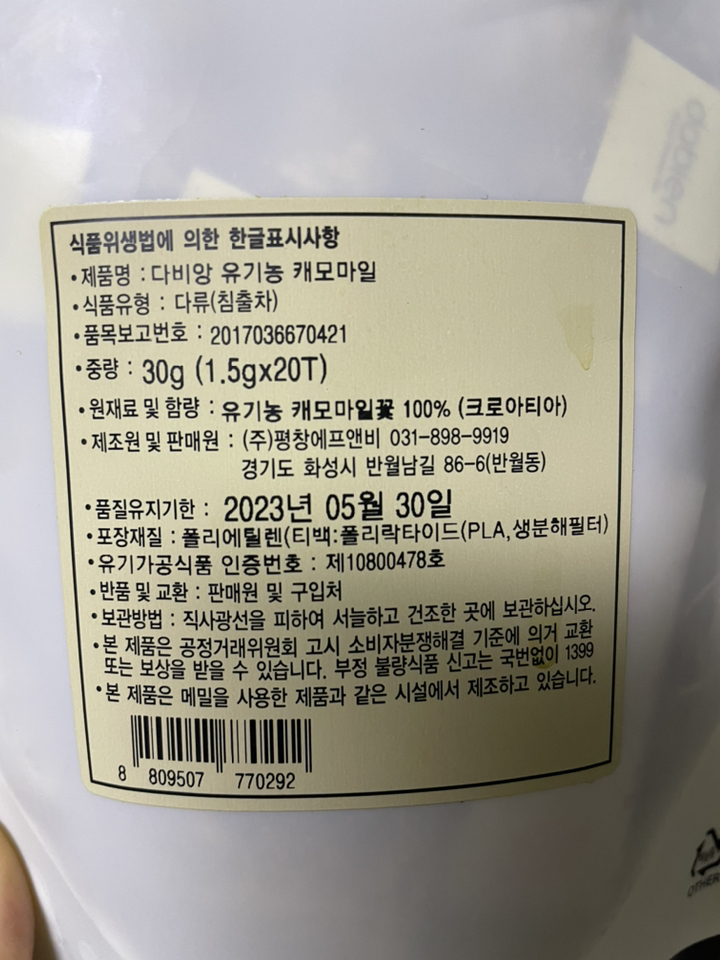 식품위생법에 의한 한글표시사항
•제품명 : 다비앙 유기농 캐모마일
•식품유형 : 다류(침출차)
•품목보고번호 : 2017036670421
•중량 : 30g (1.5gx20T)
•원재료 및 함량 : 유기농 캐모마일꽃 100% (크로아티아)
•제조원 및 판매원 : (주)평창에프앤비 031-898-9919
경기도 화성시 반월남길 86-6(반월동)
•품질유지기한 : 2023년 05월 30일
•포장재질 : 폴리에틸렌(티백:폴리락타이드(PLA,생분해필터)
•유기가공식품 인증번호 : 제10800478호
•반품 및 교환 : 판매원 및 구입처
•보관방법 : 직사광선을 피하여 서늘하고 건조한 곳에 보관하십시오.
•본 제품은 공정거래위원회 고시 소비자분쟁해결 기준에 의거 교환
또는 보상을 받을 수 있습니다. 부정 불량식품 신고는 국번없이 1399
•본 제품은 메밀을 사용한 제품과 같은 시설에서 제조하고 있습니다.
8 809507 770292
OTHER